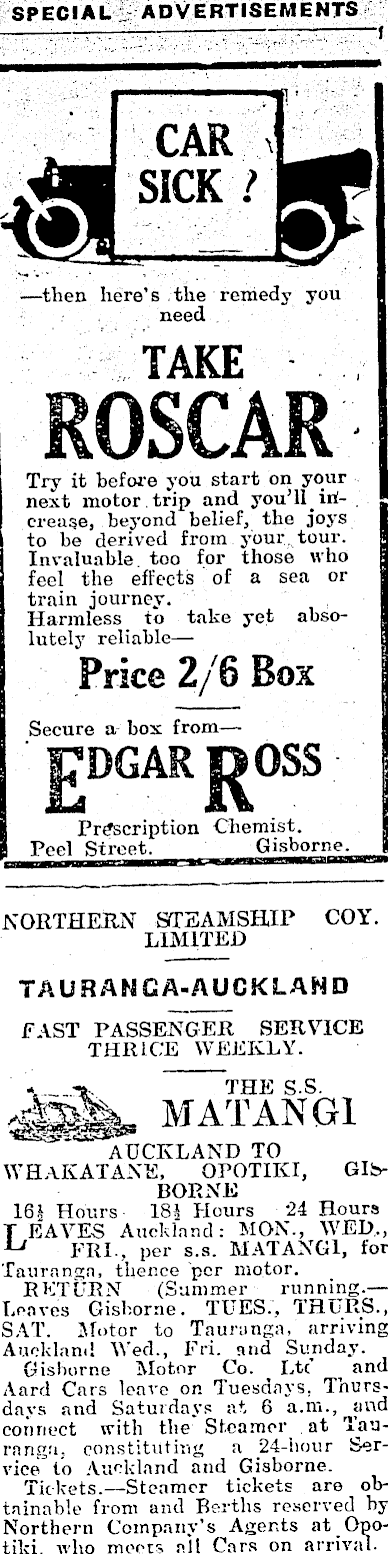 SPECIAL ADVERTISEMENTS
CAR
SICK ?
—then here's the remedy you
need
TAKE
ROSCAR
Try it before you start on your
next motor trip and you'll in-
crease, beyond belief, the joys
to be derived from your tour.
Invaluable too for those who
feel the effects of a sea or
train journey.
Harmless to take yet abso-
lutely reliable—
Price 2/6 Box
Secure a box from—
EDGAR ROSS
Prescription Chemist.
Peel Street. Gisborne.
NORTHERN STEAMSHIP COY.
LIMITED
TAURANGA-AUCKLAND
FAST PASSENGER SERVICE
THRICE WEEKLY.
THE S.S.
MATANGI
AUCKLAND TO
WHAKATANE, OPOTIKI, GIS-
BORNE
16½ Hours 18½ Hours 24 Hours
LEAVES Auckland: MON., WED.,
FRI., per s.s. MATANGI, for
Tauranga, thence per motor.
RETURN (Summer running.—
Leaves Gisborne. TUES., THURS.,
SAT. Motor to Tauranga, arriving
Auckland Wed., Fri. and Sunday.
Gisborne Motor Co. Ltd and
Aard Cars leave on Tuesdays, Thurs-
days and Saturdays at 6 a.m., and
connect with the Steamer at Tau-
ranga, constituting a 24-hour Ser-
vice to Auckland and Gisborne.
Tickets.—Steamer tickets are ob-
tainable from and Berths reserved by
Northern Company's Agents at Opo-
tiki, who meets all Cars on arrival.